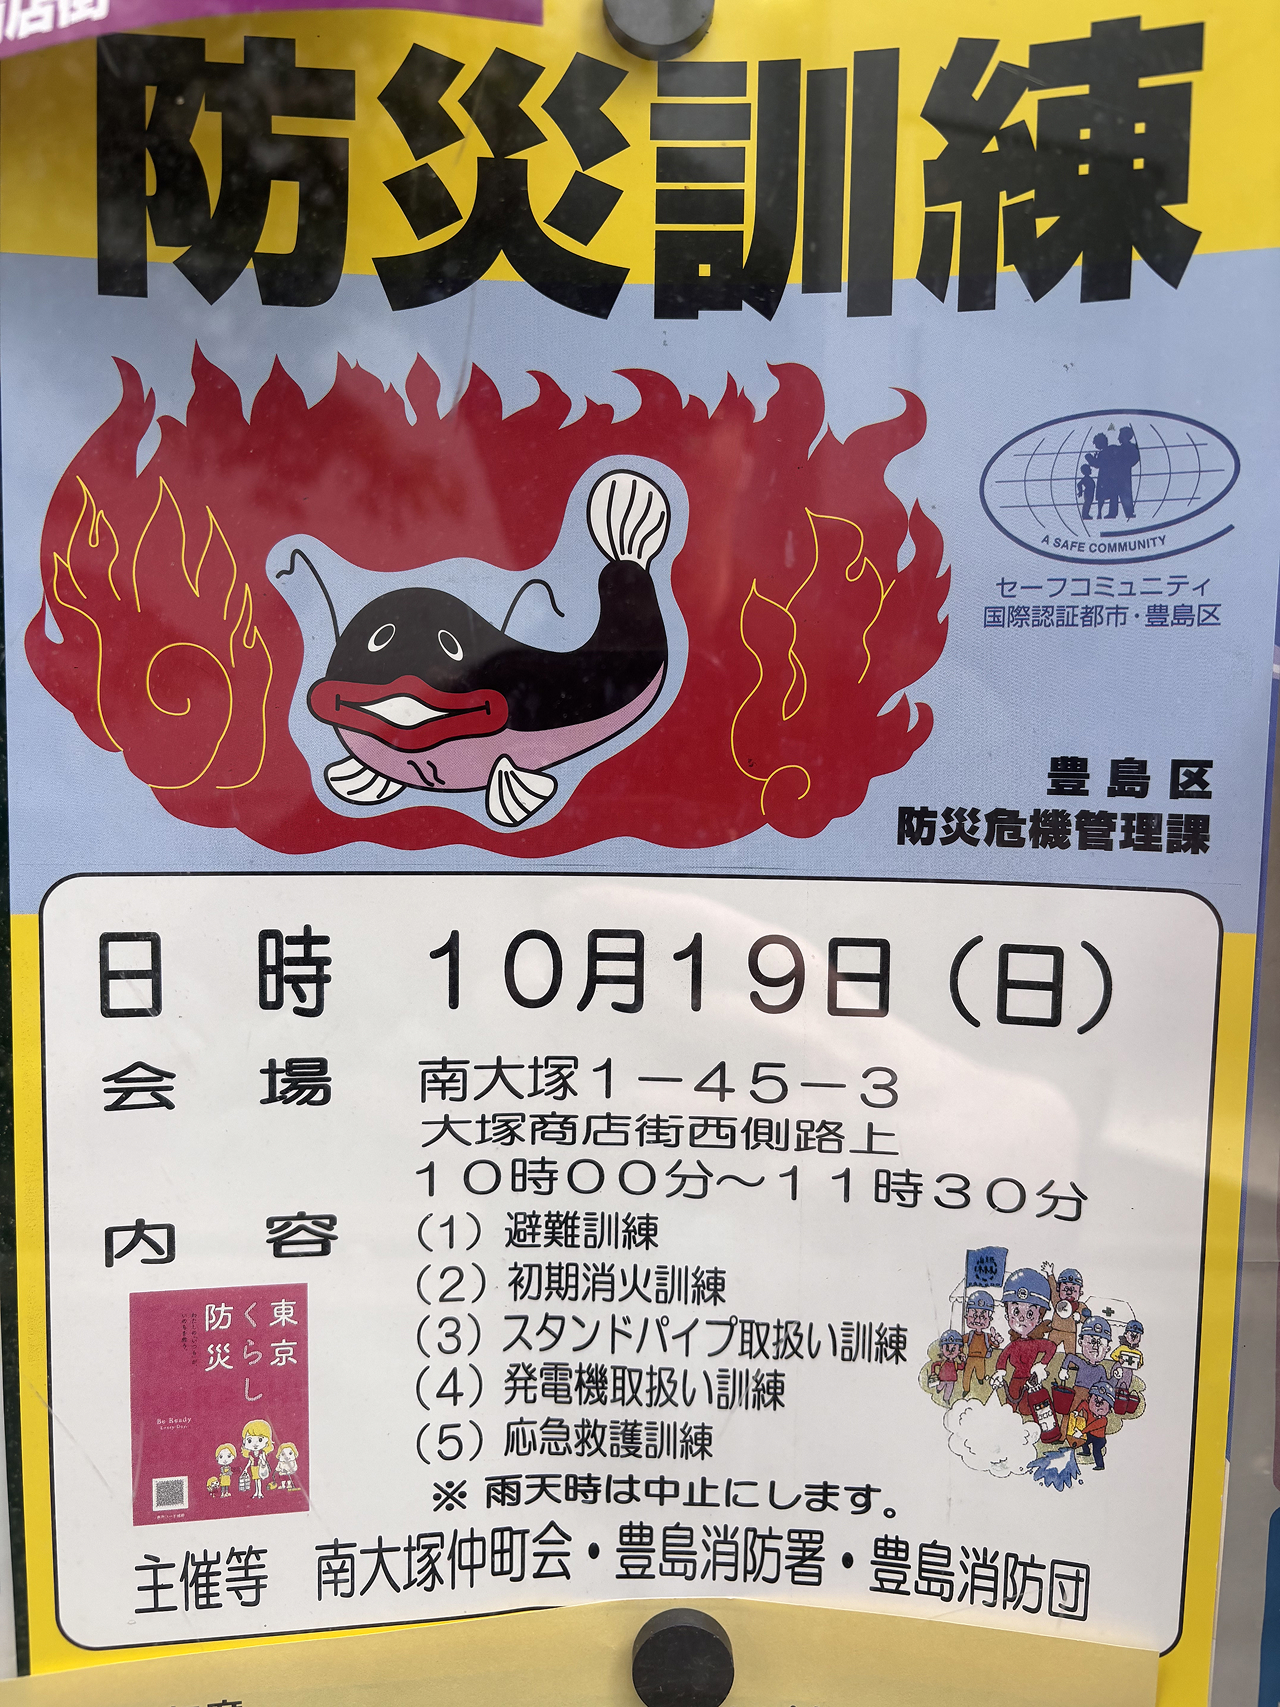 店街
防災訓練
A SAFE COMMUNITY
セーフコミュニティ
国際認証都市・豊島区
豊島区
防災危機管理課
日時 10月19日（日）
会場 南大塚1－45－3
大塚商店街西側路上
10時00分～11時30分
内容 （1）避難訓練
（2）初期消火訓練
（3）スタンドパイプ取扱い訓練
（4）発電機取扱い訓練
（5）応急救護訓練
※ 雨天時は中止にします。
東京
くらし
防災
Be Ready
主催等 南大塚仲町会・豊島消防署・豊島消防団